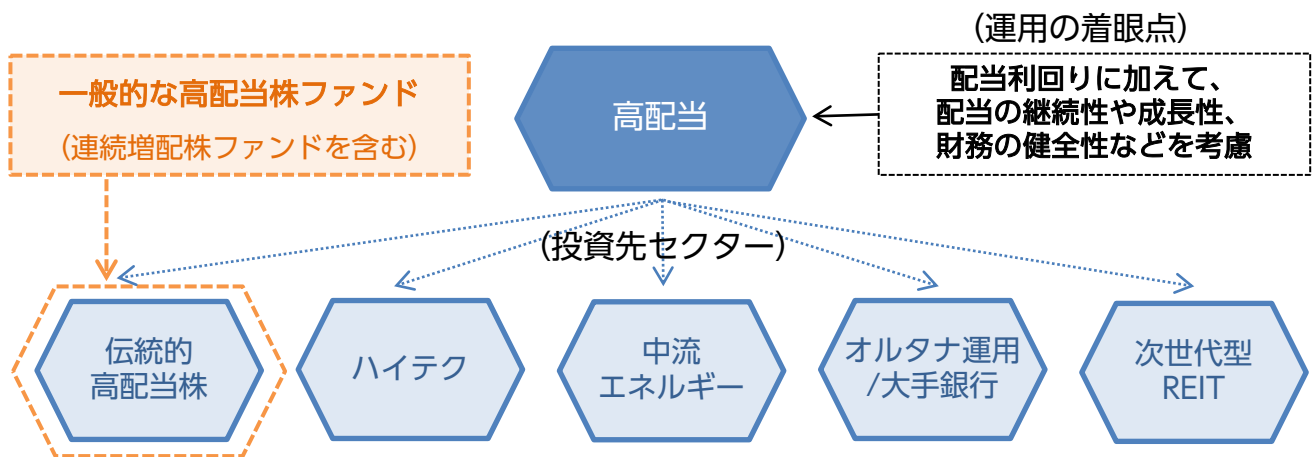 (運用の着眼点)
一般的な高配当株ファンド
(連続増配株ファンドを含む)
高配当
配当利回りに加えて、
配当の継続性や成長性、
財務の健全性などを考慮
(投資先セクター)
伝統的
高配当株
ハイテク
中流
エネルギー
オルタナ運用
/大手銀行
次世代型
REIT